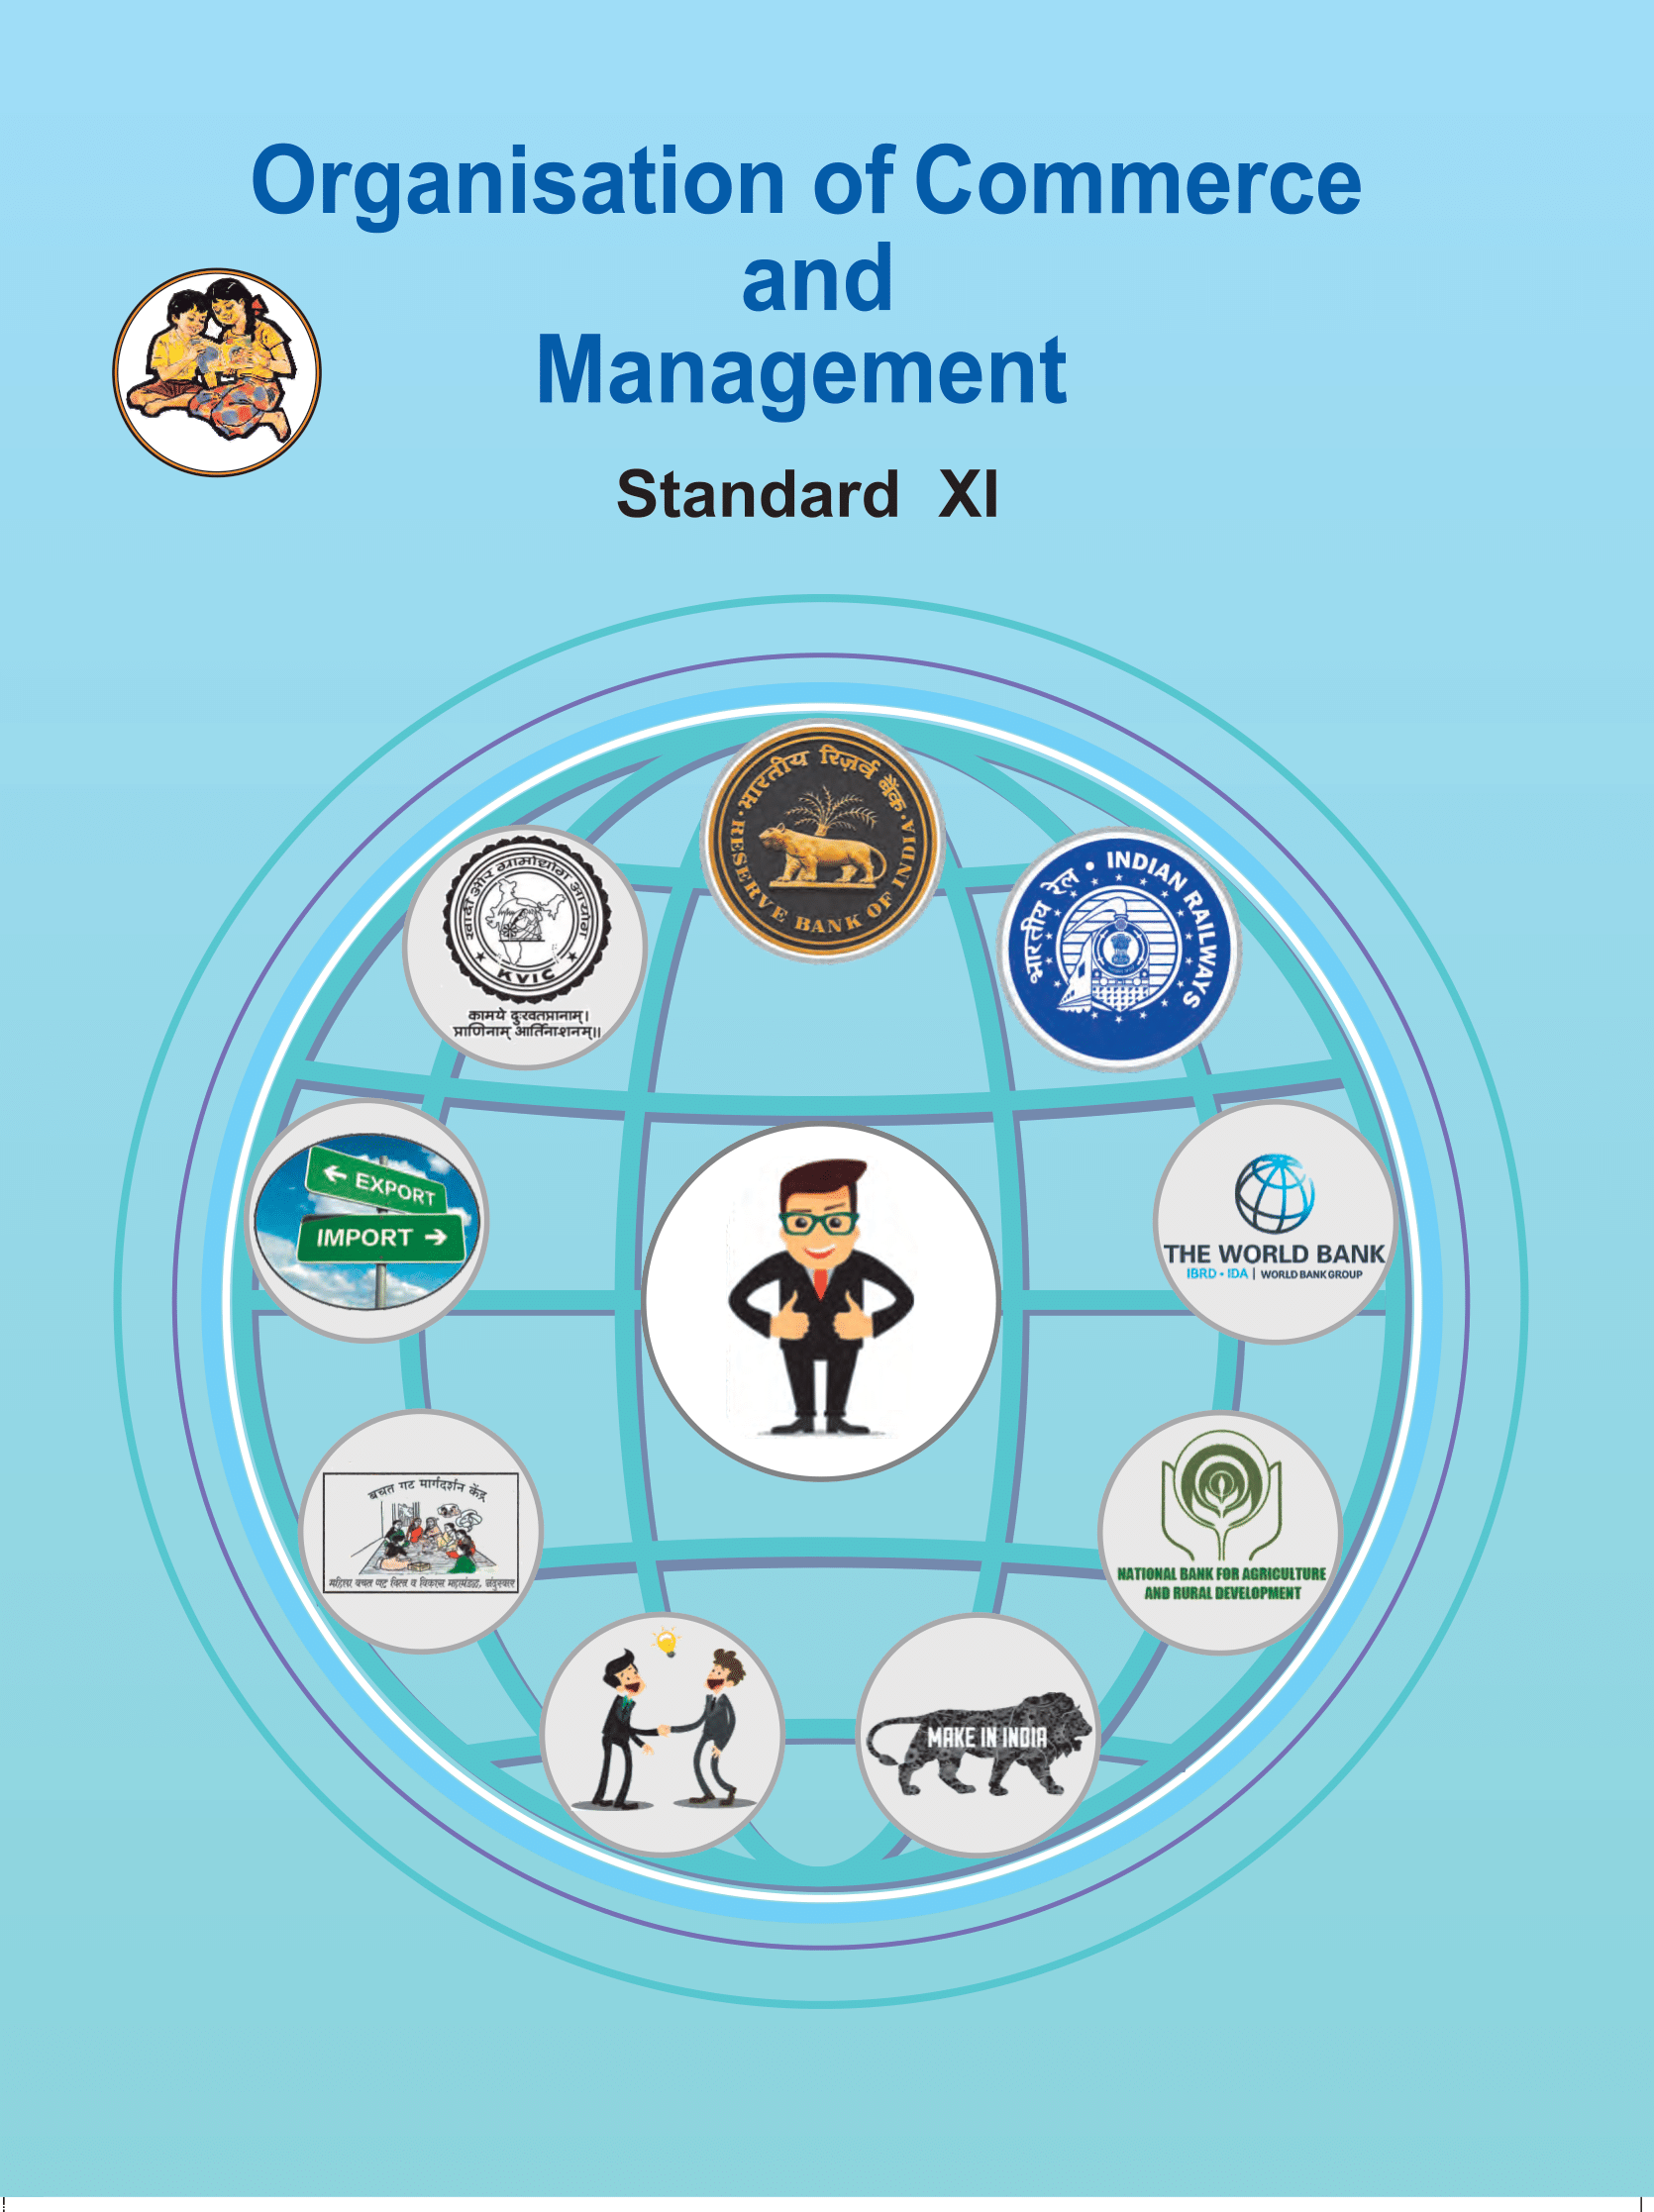 Organisation of Commerce
and
Management
Standard XI
भारतीय रिज़र्व बैंक
RESERVE BANK OF INDIA
खादी और ग्रामोद्योग आयोग
KVIC
कामये दुःखतप्तानाम्।
प्राणिनाम् आर्तिनाशनम्॥
भारतीय रेल • INDIAN RAILWAYS
← EXPORT
IMPORT →
THE WORLD BANK
IBRD • IDA | WORLD BANK GROUP
बचत गट मार्गदर्शन केंद्र
महिला बचत गट वित्त व विकास महामंडळ,
NATIONAL BANK FOR AGRICULTURE
AND RURAL DEVELOPMENT
MAKE IN INDIA